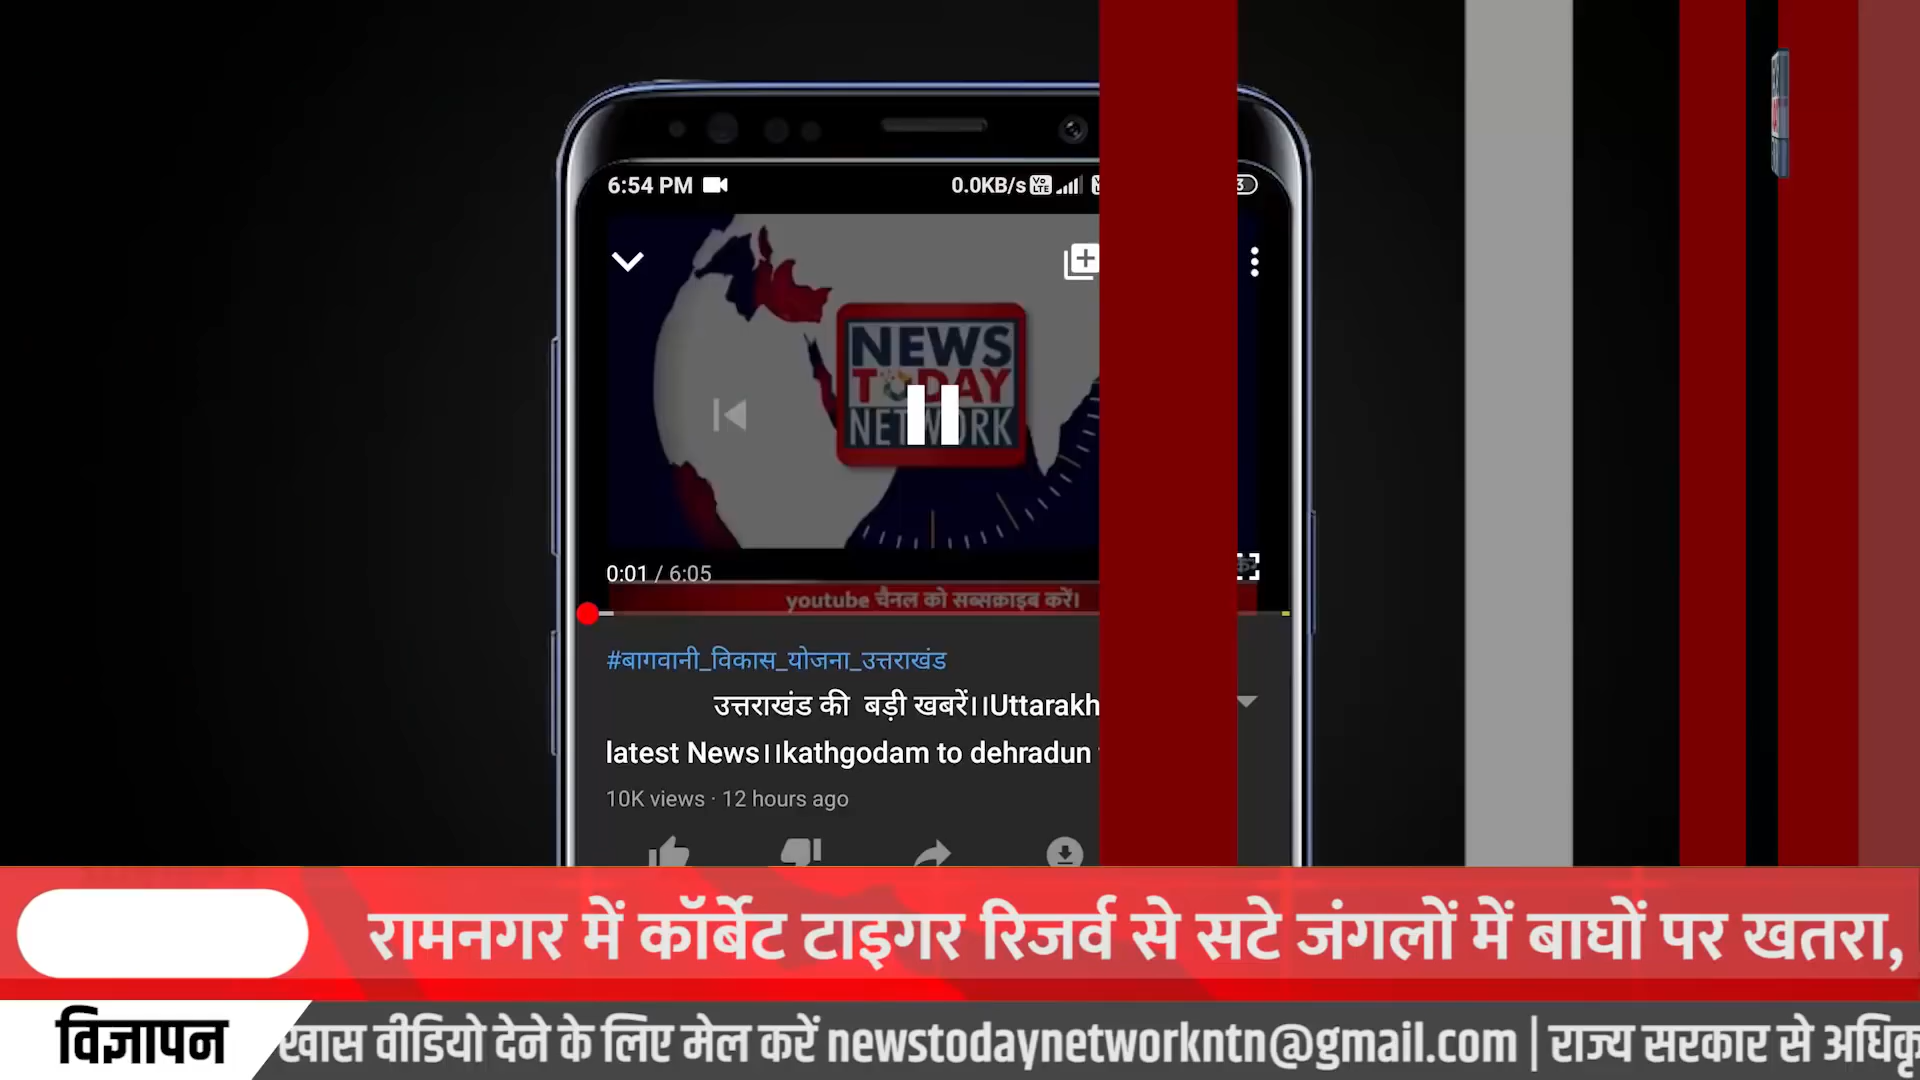 6:54 PM 0.0KB/s Vo LTE
NEWS
TODAY
NETWORK
0:01 / 6:05
youtube चैनल को सब्सक्राइब करें।
#बागवानी_विकास_योजना_उत्तराखंड
उत्तराखंड की बड़ी खबरें।।Uttarakh
latest News।।kathgodam to dehradun
10K views · 12 hours ago
रामनगर में कॉर्बेट टाइगर रिजर्व से सटे जंगलों में बाघों पर खतरा,
विज्ञापन खास वीडियो देने के लिए मेल करें newstodaynetworkntn@gmail.com | राज्य सरकार से अधिकृ